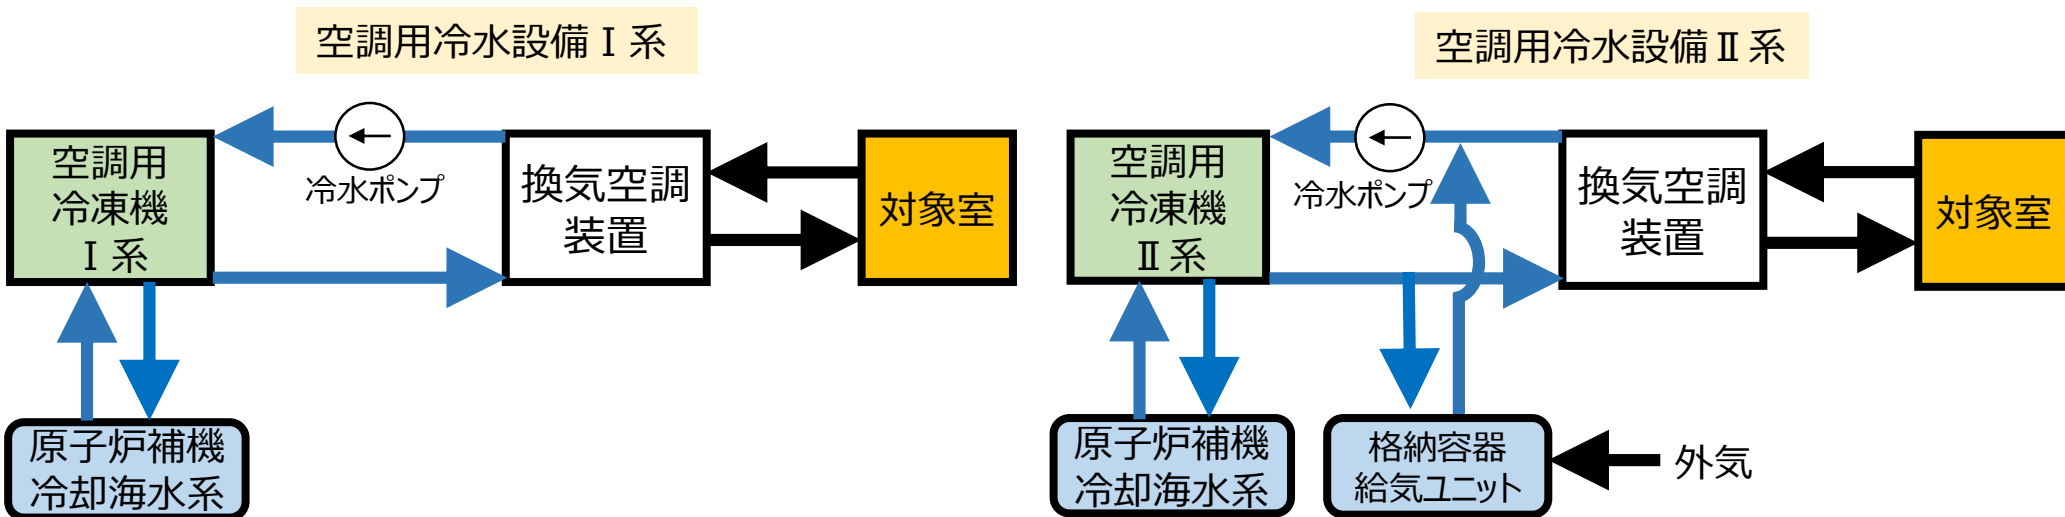 空調用冷水設備Ⅰ系
空調用
冷凍機
Ⅰ系
冷水ポンプ
換気空調
装置
対象室
原子炉補機
冷却海水系
空調用冷水設備Ⅱ系
空調用
冷凍機
Ⅱ系
冷水ポンプ
換気空調
装置
対象室
原子炉補機
冷却海水系
格納容器
給気ユニット
外気